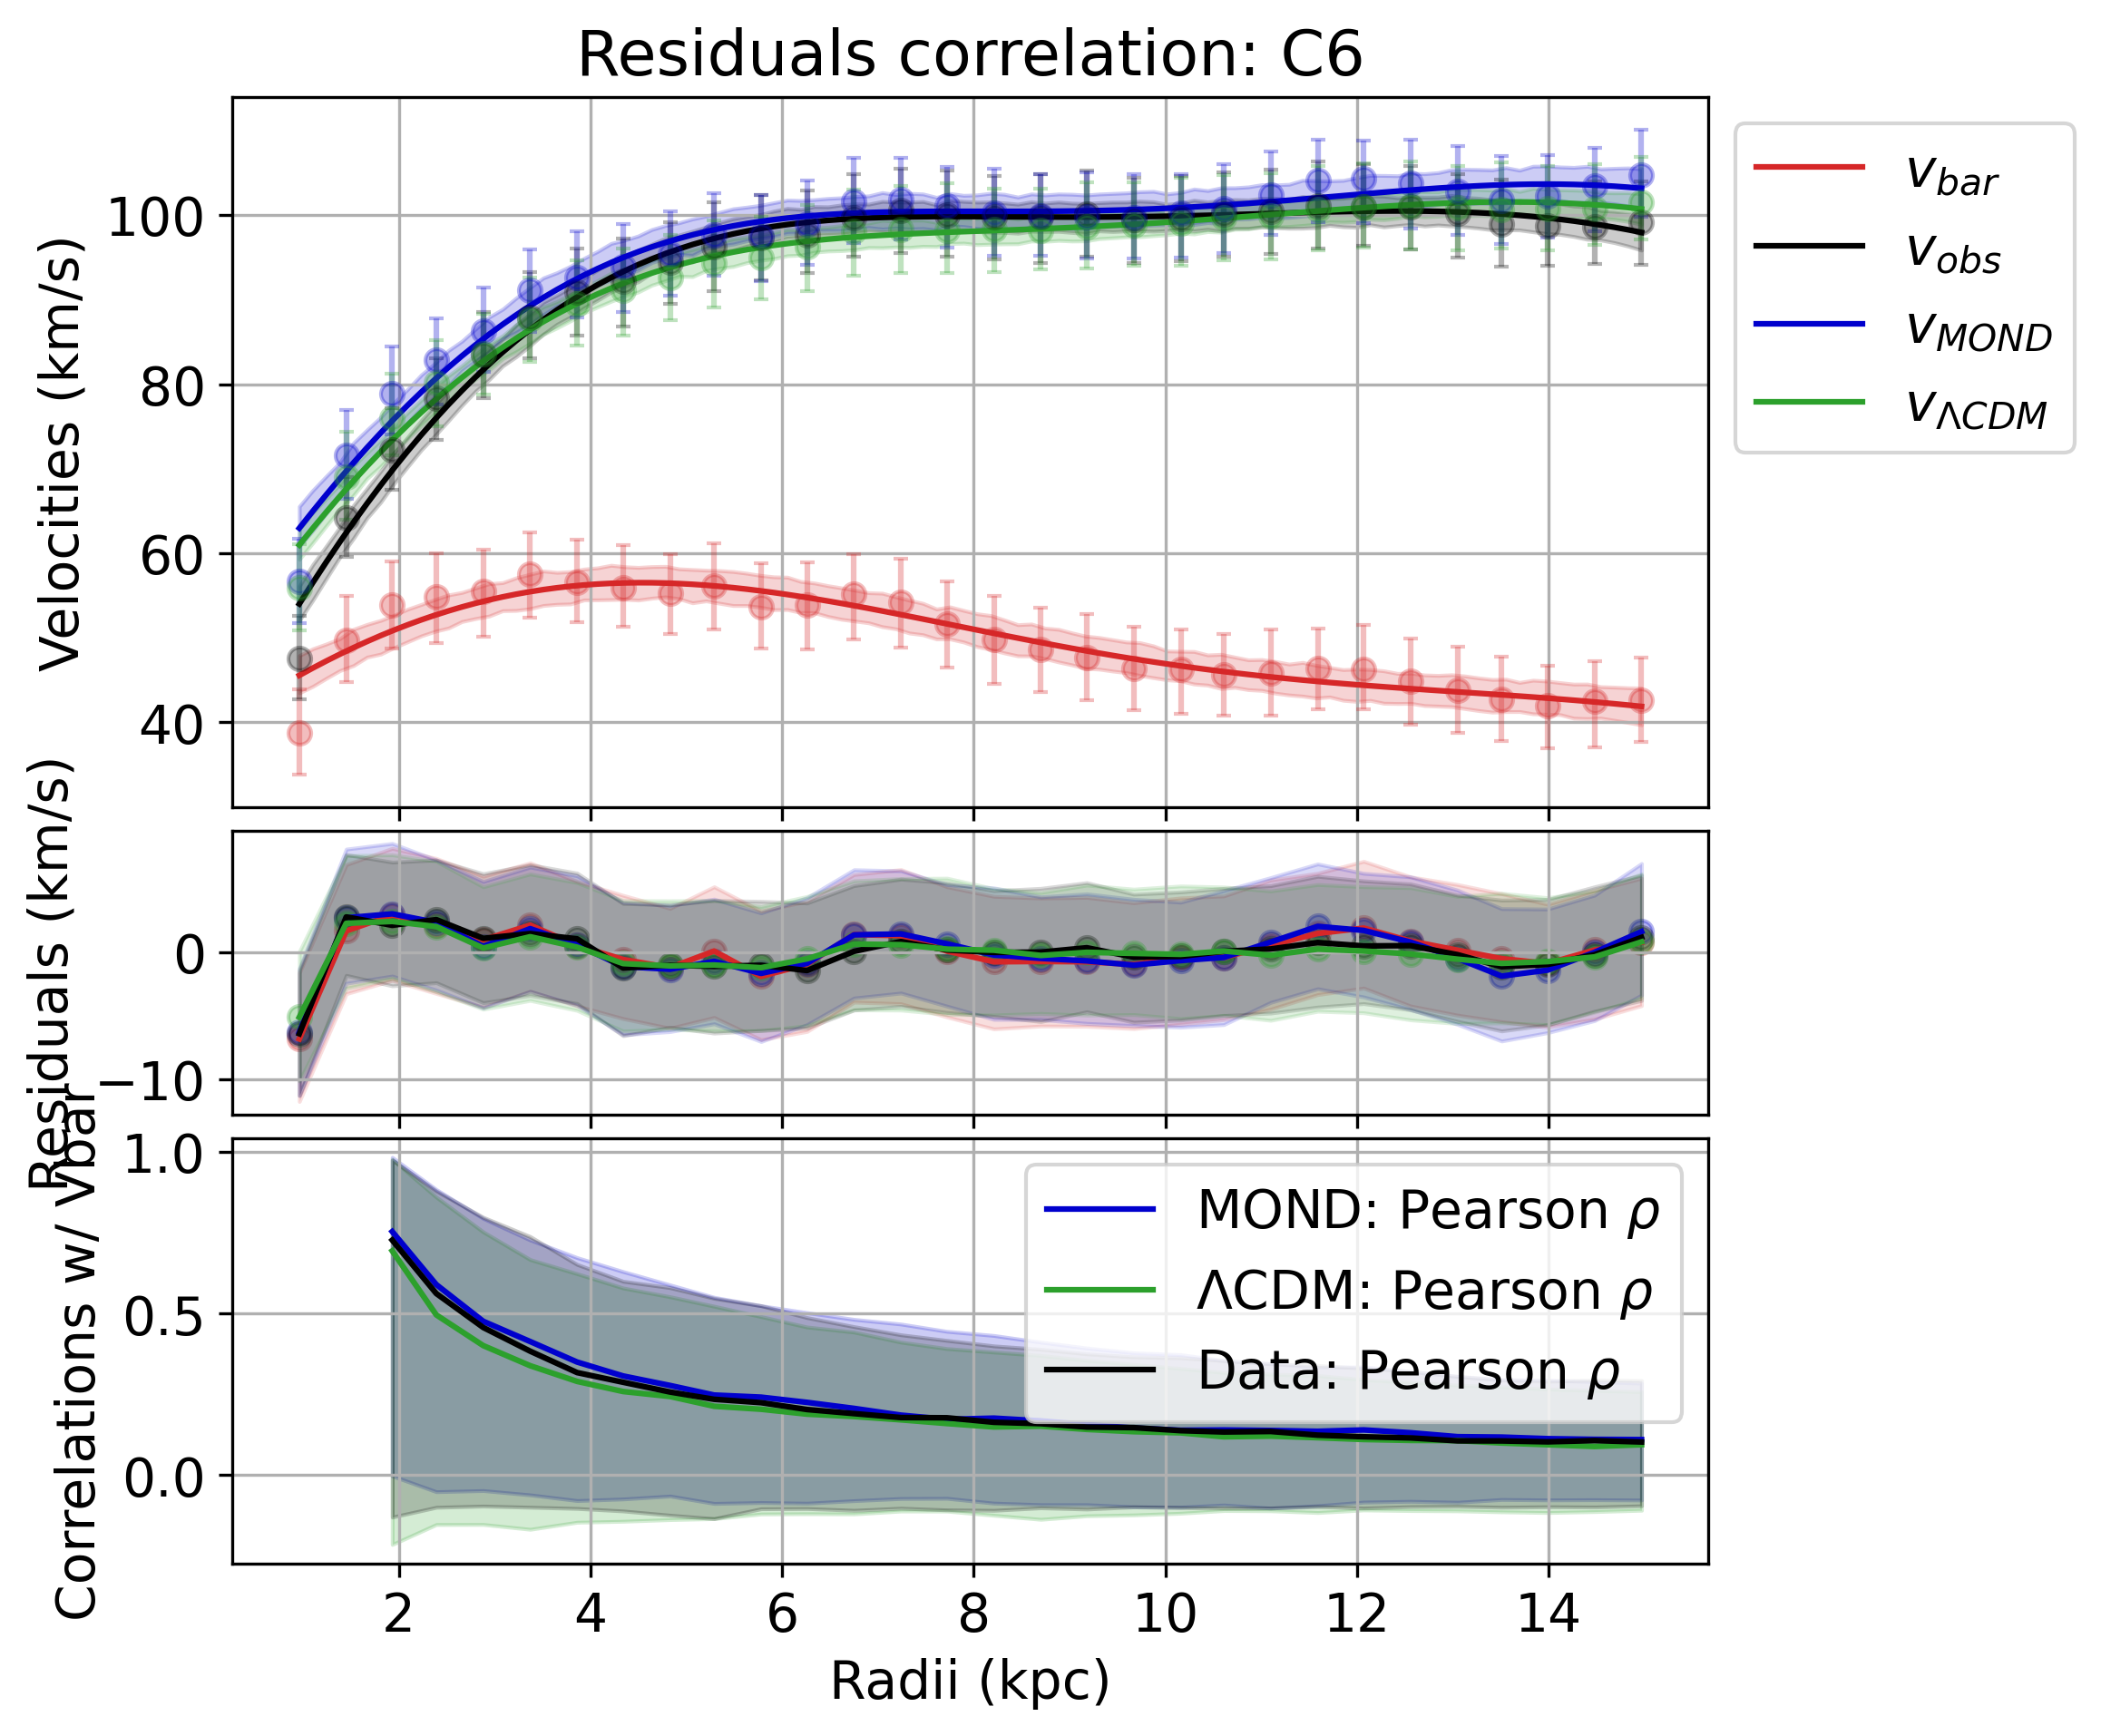 Residuals correlation: C6
Velocities (km/s)
100
80
60
40
v_bar
v_obs
v_MOND
v_ΛCDM
Residuals (km/s)
0
−10
Correlations w/ Vbar
1.0
0.5
0.0
MOND: Pearson ρ
ΛCDM: Pearson ρ
Data: Pearson ρ
2 4 6 8 10 12 14
Radii (kpc)